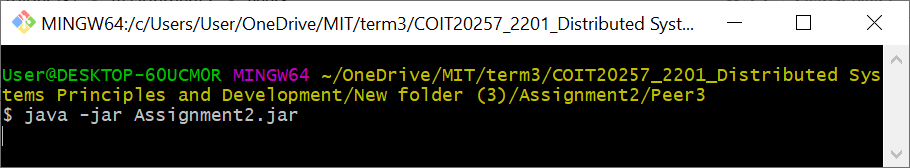 MINGW64:/c/Users/User/OneDrive/MIT/term3/COIT20257_2201_Distributed Syst...
User@DESKTOP-6OUCM0R MINGW64 ~/OneDrive/MIT/term3/COIT20257_2201_Distributed Sys
tems Principles and Development/New folder (3)/Assignment2/Peer3
$ java -jar Assignment2.jar